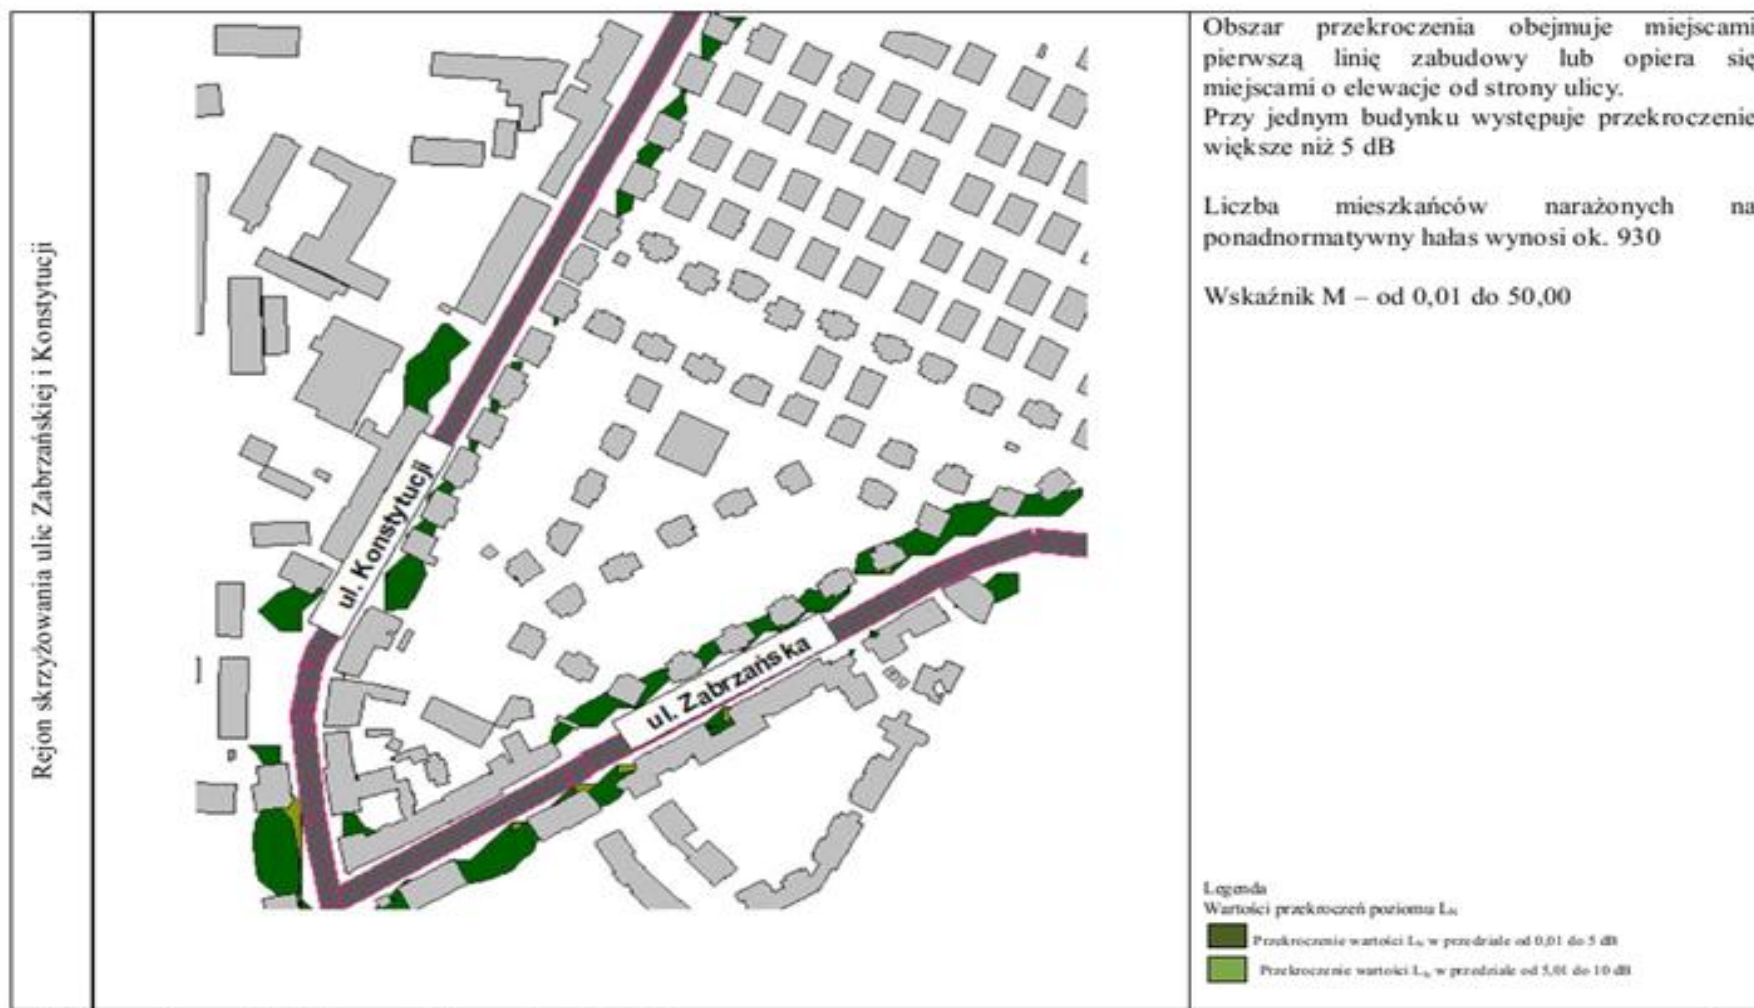 Rejon skrzyżowania ulic Zabrzańskiej i Konstytucji
ul. Konstytucji
ul. Zabrzańska
Obszar przekroczenia obejmuje miejscami
pierwszą linię zabudowy lub opiera się
miejscami o elewacje od strony ulicy.
Przy jednym budynku występuje przekroczenie
większe niż 5 dB
Liczba mieszkańców narażonych na
ponadnormatywny hałas wynosi ok. 930
Wskaźnik M – od 0,01 do 50,00
Legenda
Wartości przekroczeń poziomu LN
Przekroczenie wartości LN w przedziale od 0,01 do 5 dB
Przekroczenie wartości LN w przedziale od 5,01 do 10 dB